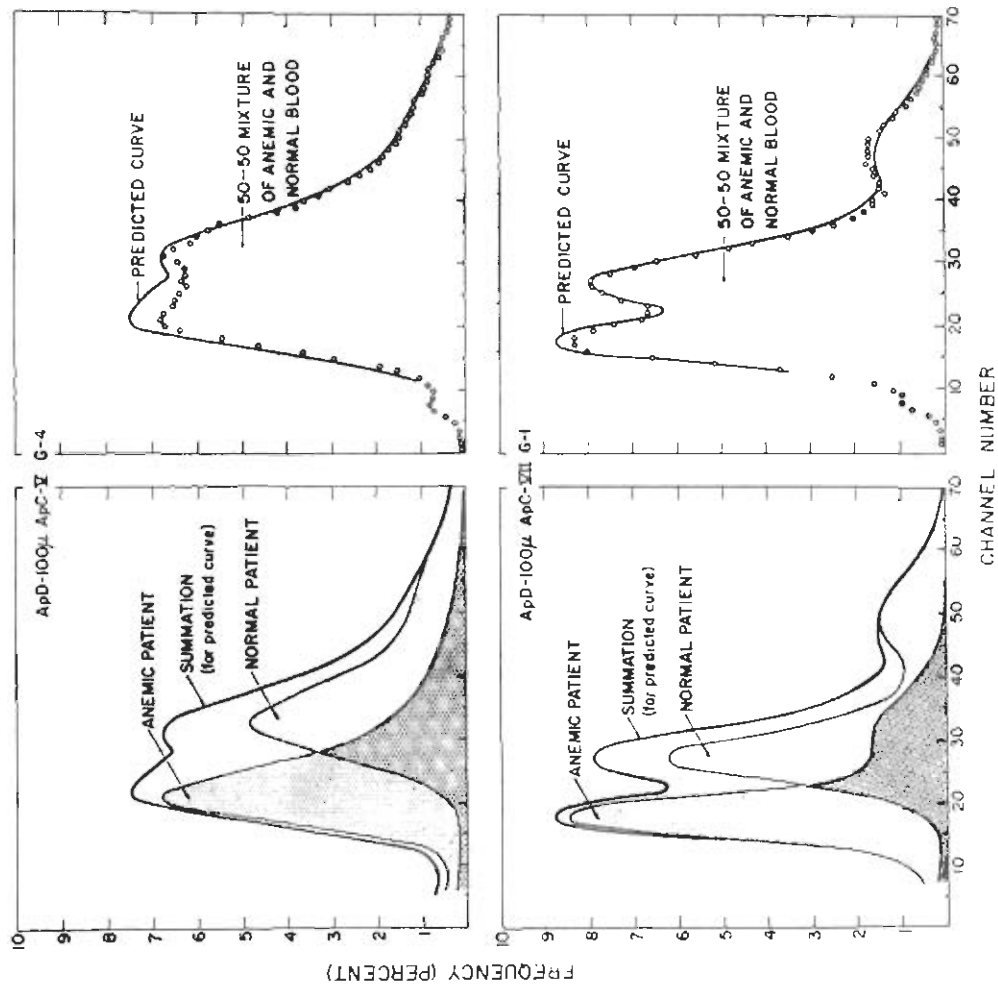 FREQUENCY (PERCENT)
10
9
8
7
6
5
4
3
2
1
ApD-100μ ApC-V G-4
ANEMIC PATIENT
SUMMATION
(for predicted curve)
NORMAL PATIENT
PREDICTED CURVE
50-50 MIXTURE
OF ANEMIC AND
NORMAL BLOOD
10
9
8
7
6
5
4
3
2
1
ApD-100μ ApC-VII G-1
ANEMIC PATIENT
SUMMATION
(for predicted curve)
NORMAL PATIENT
PREDICTED CURVE
50-50 MIXTURE
OF ANEMIC AND
NORMAL BLOOD
10 20 30 40 50 60 70
10 20 30 40 50 60 70
CHANNEL NUMBER